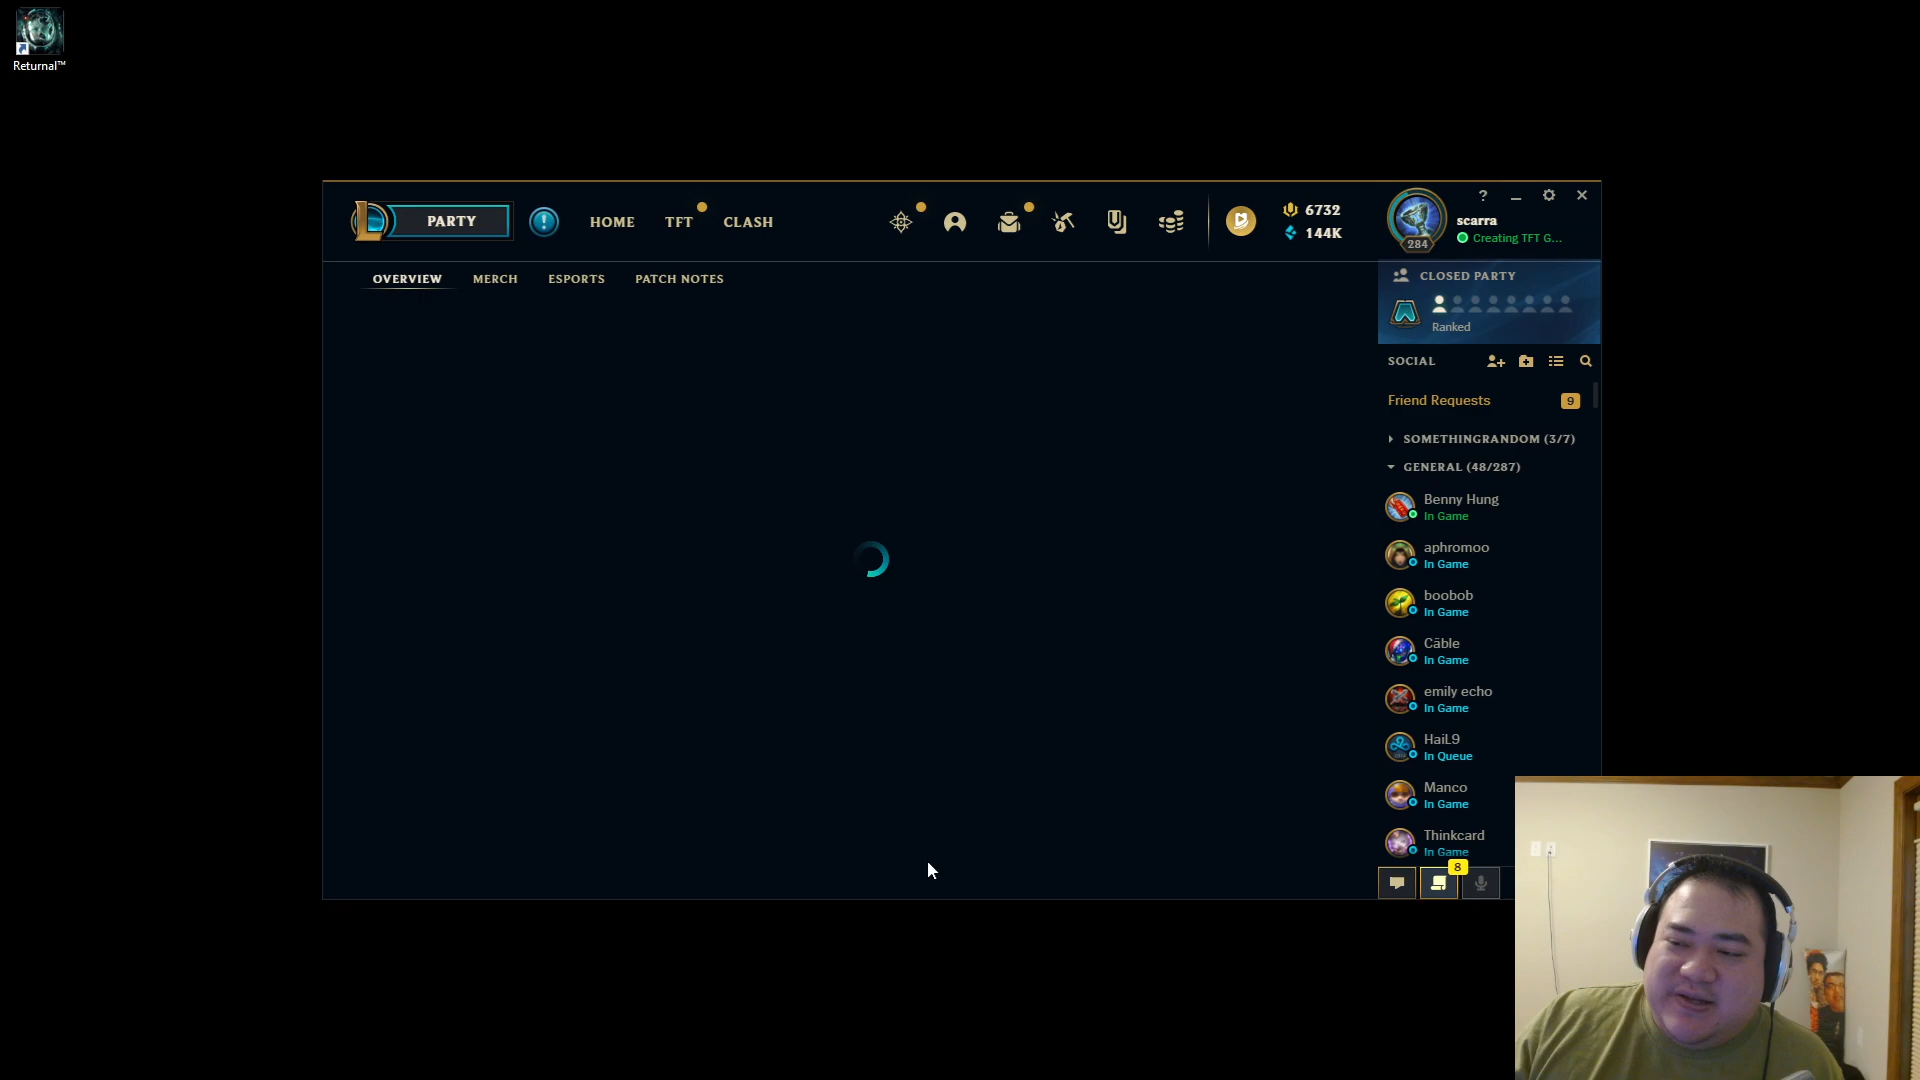 Returnal™
PARTY
HOME
TFT
CLASH
6732
144K
284
scarra
Creating TFT G...
OVERVIEW
MERCH
ESPORTS
PATCH NOTES
CLOSED PARTY
Ranked
SOCIAL
Friend Requests
9
SOMETHINGRANDOM (3/7)
GENERAL (48/287)
Benny Hung
In Game
aphromoo
In Game
boobob
In Game
Cāble
In Game
emily echo
In Game
HaiL9
In Queue
Manco
In Game
Thinkcard
In Game
8